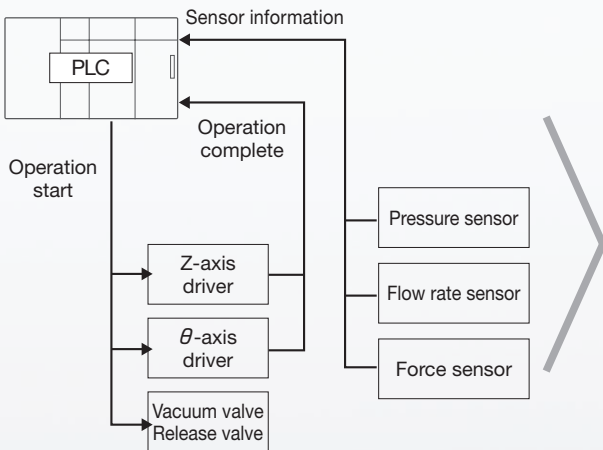 Sensor information
PLC
Operation
complete
Operation
start
Pressure sensor
Z-axis
driver
Flow rate sensor
θ-axis
driver
Force sensor
Vacuum valve
Release valve